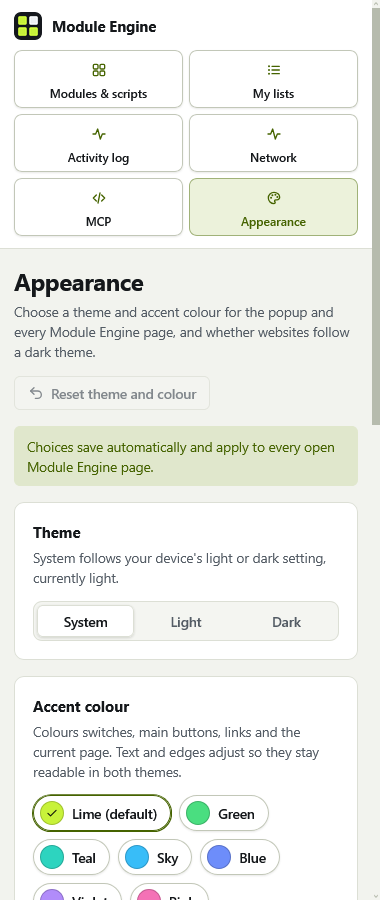 Module Engine
Modules & scripts
My lists
Activity log
Network
MCP
Appearance
Appearance
Choose a theme and accent colour for the popup and
every Module Engine page, and whether websites follow
a dark theme.
Reset theme and colour
Choices save automatically and apply to every open
Module Engine page.
Theme
System follows your device's light or dark setting,
currently light.
System
Light
Dark
Accent colour
Colours switches, main buttons, links and the
current page. Text and edges adjust so they stay
readable in both themes.
Lime (default)
Green
Teal
Sky
Blue